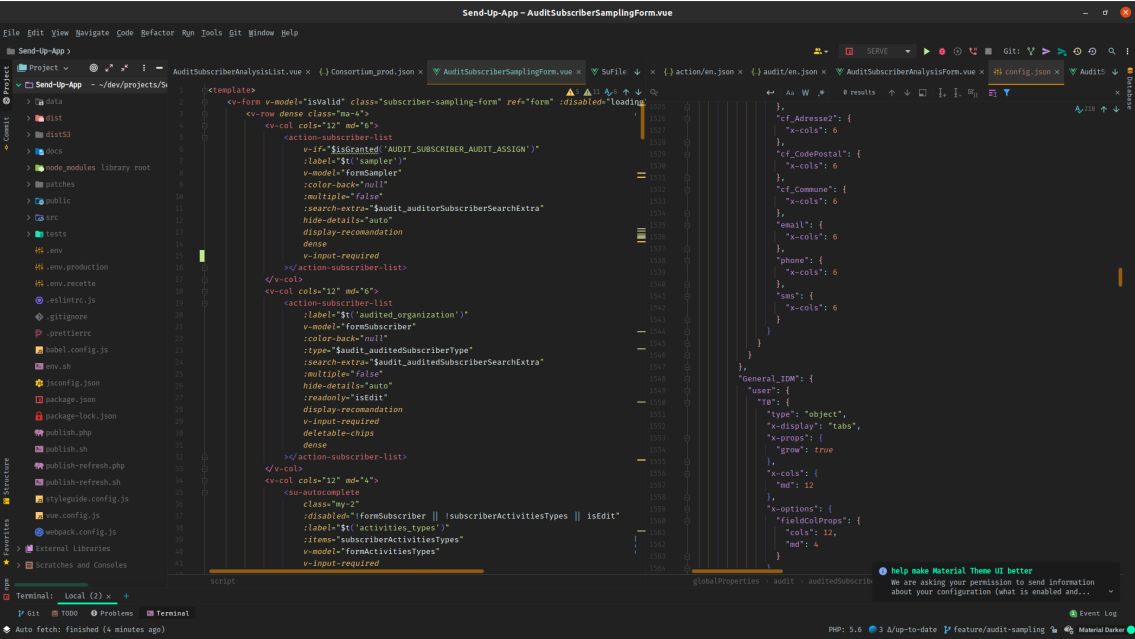 Send-Up-App – AuditSubscriberSamplingForm.vue
File Edit View Navigate Code Refactor Run Tools Git Window Help
Send-Up-App
SERVE
Git:
Project
AuditSubscriberAnalysisList.vue
Consortium_prod.json
AuditSubscriberSamplingForm.vue
SuFile
action/en.json
audit/en.json
AuditSubscriberAnalysisForm.vue
config.json
AuditS
Project
Commit
Structure
Favorites
npm
Database
Send-Up-App ~/dev/projects/Se
data
dist
distS3
docs
node_modules library root
patches
public
src
tests
.env
.env.production
.env.recette
.eslintrc.js
.gitignore
.prettierrc
babel.config.js
env.sh
jsconfig.json
package.json
package-lock.json
publish.php
publish.sh
publish-refresh.php
publish-refresh.sh
styleguide.config.js
vue.config.js
webpack.config.js
External Libraries
Scratches and Consoles
<template>
<v-form v-model="isValid" class="subscriber-sampling-form" ref="form" :disabled="loading
<v-row dense class="ma-4">
<v-col cols="12" md="6">
<action-subscriber-list
v-if="$isGranted('AUDIT_SUBSCRIBER_AUDIT_ASSIGN')"
:label="$t('sampler')"
v-model="formSampler"
:color-back="null"
:multiple="false"
:search-extra="$audit_auditorSubscriberSearchExtra"
hide-details="auto"
display-recomandation
dense
v-input-required
></action-subscriber-list>
</v-col>
<v-col cols="12" md="6">
<action-subscriber-list
:label="$t('audited_organization')"
v-model="formSubscriber"
:color-back="null"
:type="$audit_auditedSubscriberType"
:search-extra="$audit_auditedSubscriberSearchExtra"
:multiple="false"
hide-details="auto"
:readonly="isEdit"
display-recomandation
v-input-required
deletable-chips
dense
></action-subscriber-list>
</v-col>
<v-col cols="12" md="4">
<su-autocomplete
class="my-2"
:disabled="!formSubscriber || !subscriberActivitiesTypes || isEdit"
:label="$t('activities_types')"
:items="subscriberActivitiesTypes"
v-model="formActivitiesTypes"
v-input-required
script
0 results
Aa W .*
218
},
"cf_Adresse2": {
"x-cols": 6
},
"cf_CodePostal": {
"x-cols": 6
},
"cf_Commune": {
"x-cols": 6
},
"email": {
"x-cols": 6
},
"phone": {
"x-cols": 6
},
"sms": {
"x-cols": 6
}
}
}
}
},
"General_IDM": {
"user": {
"T0": {
"type": "object",
"x-display": "tabs",
"x-props": {
"grow": true
},
"x-cols": {
"md": 12
},
"x-options": {
"fieldColProps": {
"cols": 12,
"md": 4
}
globalProperties › audit › auditedSubscribe
help make Material Theme UI better
We are asking your permission to send information
about your configuration (what is enabled and...
Terminal: Local (2) × +
Git TODO Problems Terminal
Event Log
Auto fetch: finished (4 minutes ago)
PHP: 5.6 3 Δ/up-to-date feature/audit-sampling Material Darker